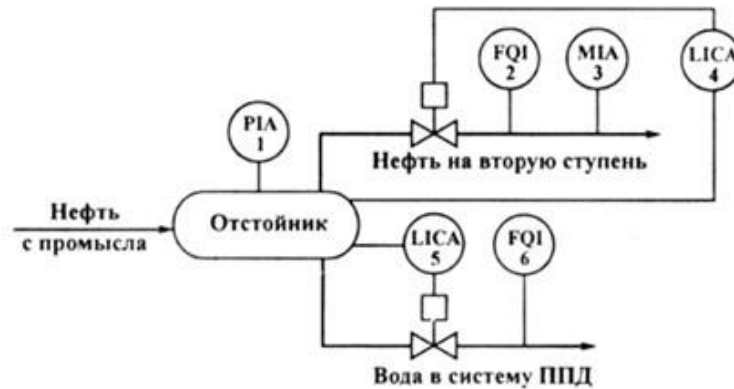 FQI
2
MIA
3
LICA
4
PIA
1
Нефть на вторую ступень
Нефть
с промысла
Отстойник
LICA
5
FQI
6
Вода в систему ППД